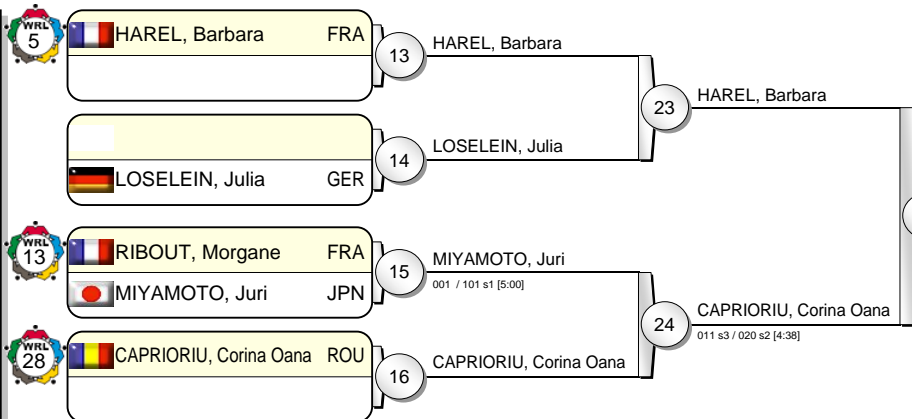 WRL
5
HAREL, Barbara FRA
13
HAREL, Barbara
23
HAREL, Barbara
14
LOSELEIN, Julia
LOSELEIN, Julia GER
WRL
13
RIBOUT, Morgane FRA
MIYAMOTO, Juri JPN
15
MIYAMOTO, Juri
001 / 101 s1 [5:00]
24
CAPRIORIU, Corina Oana
011 s3 / 020 s2 [4:38]
WRL
28
CAPRIORIU, Corina Oana ROU
16
CAPRIORIU, Corina Oana